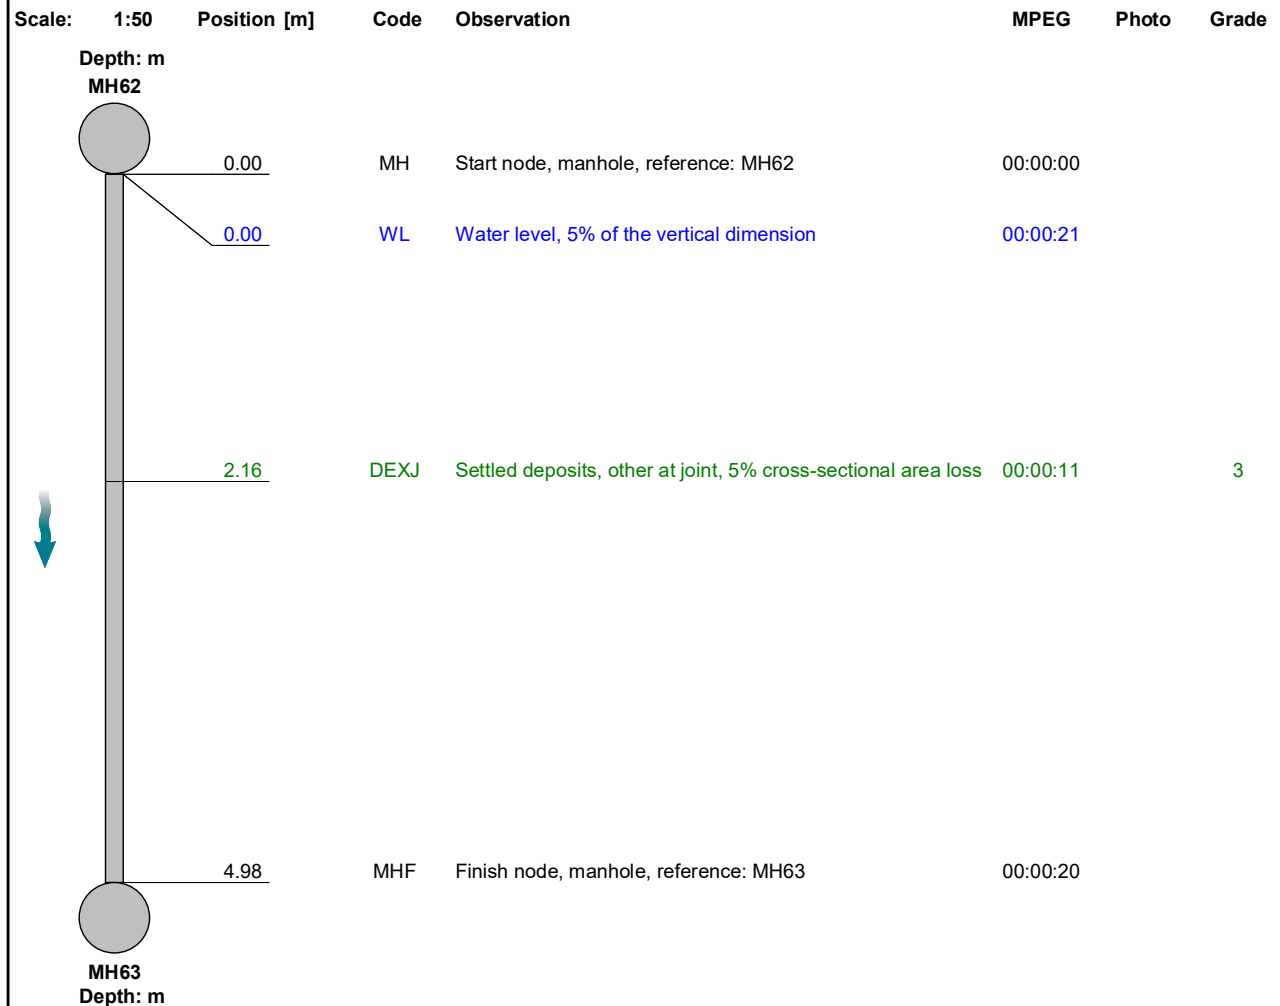 Scale: 1:50 Position [m] Code Observation MPEG Photo Grade
Depth: m
MH62
0.00 MH Start node, manhole, reference: MH62 00:00:00
0.00 WL Water level, 5% of the vertical dimension 00:00:21
2.16 DEXJ Settled deposits, other at joint, 5% cross-sectional area loss 00:00:11 3
4.98 MHF Finish node, manhole, reference: MH63 00:00:20
MH63
Depth: m